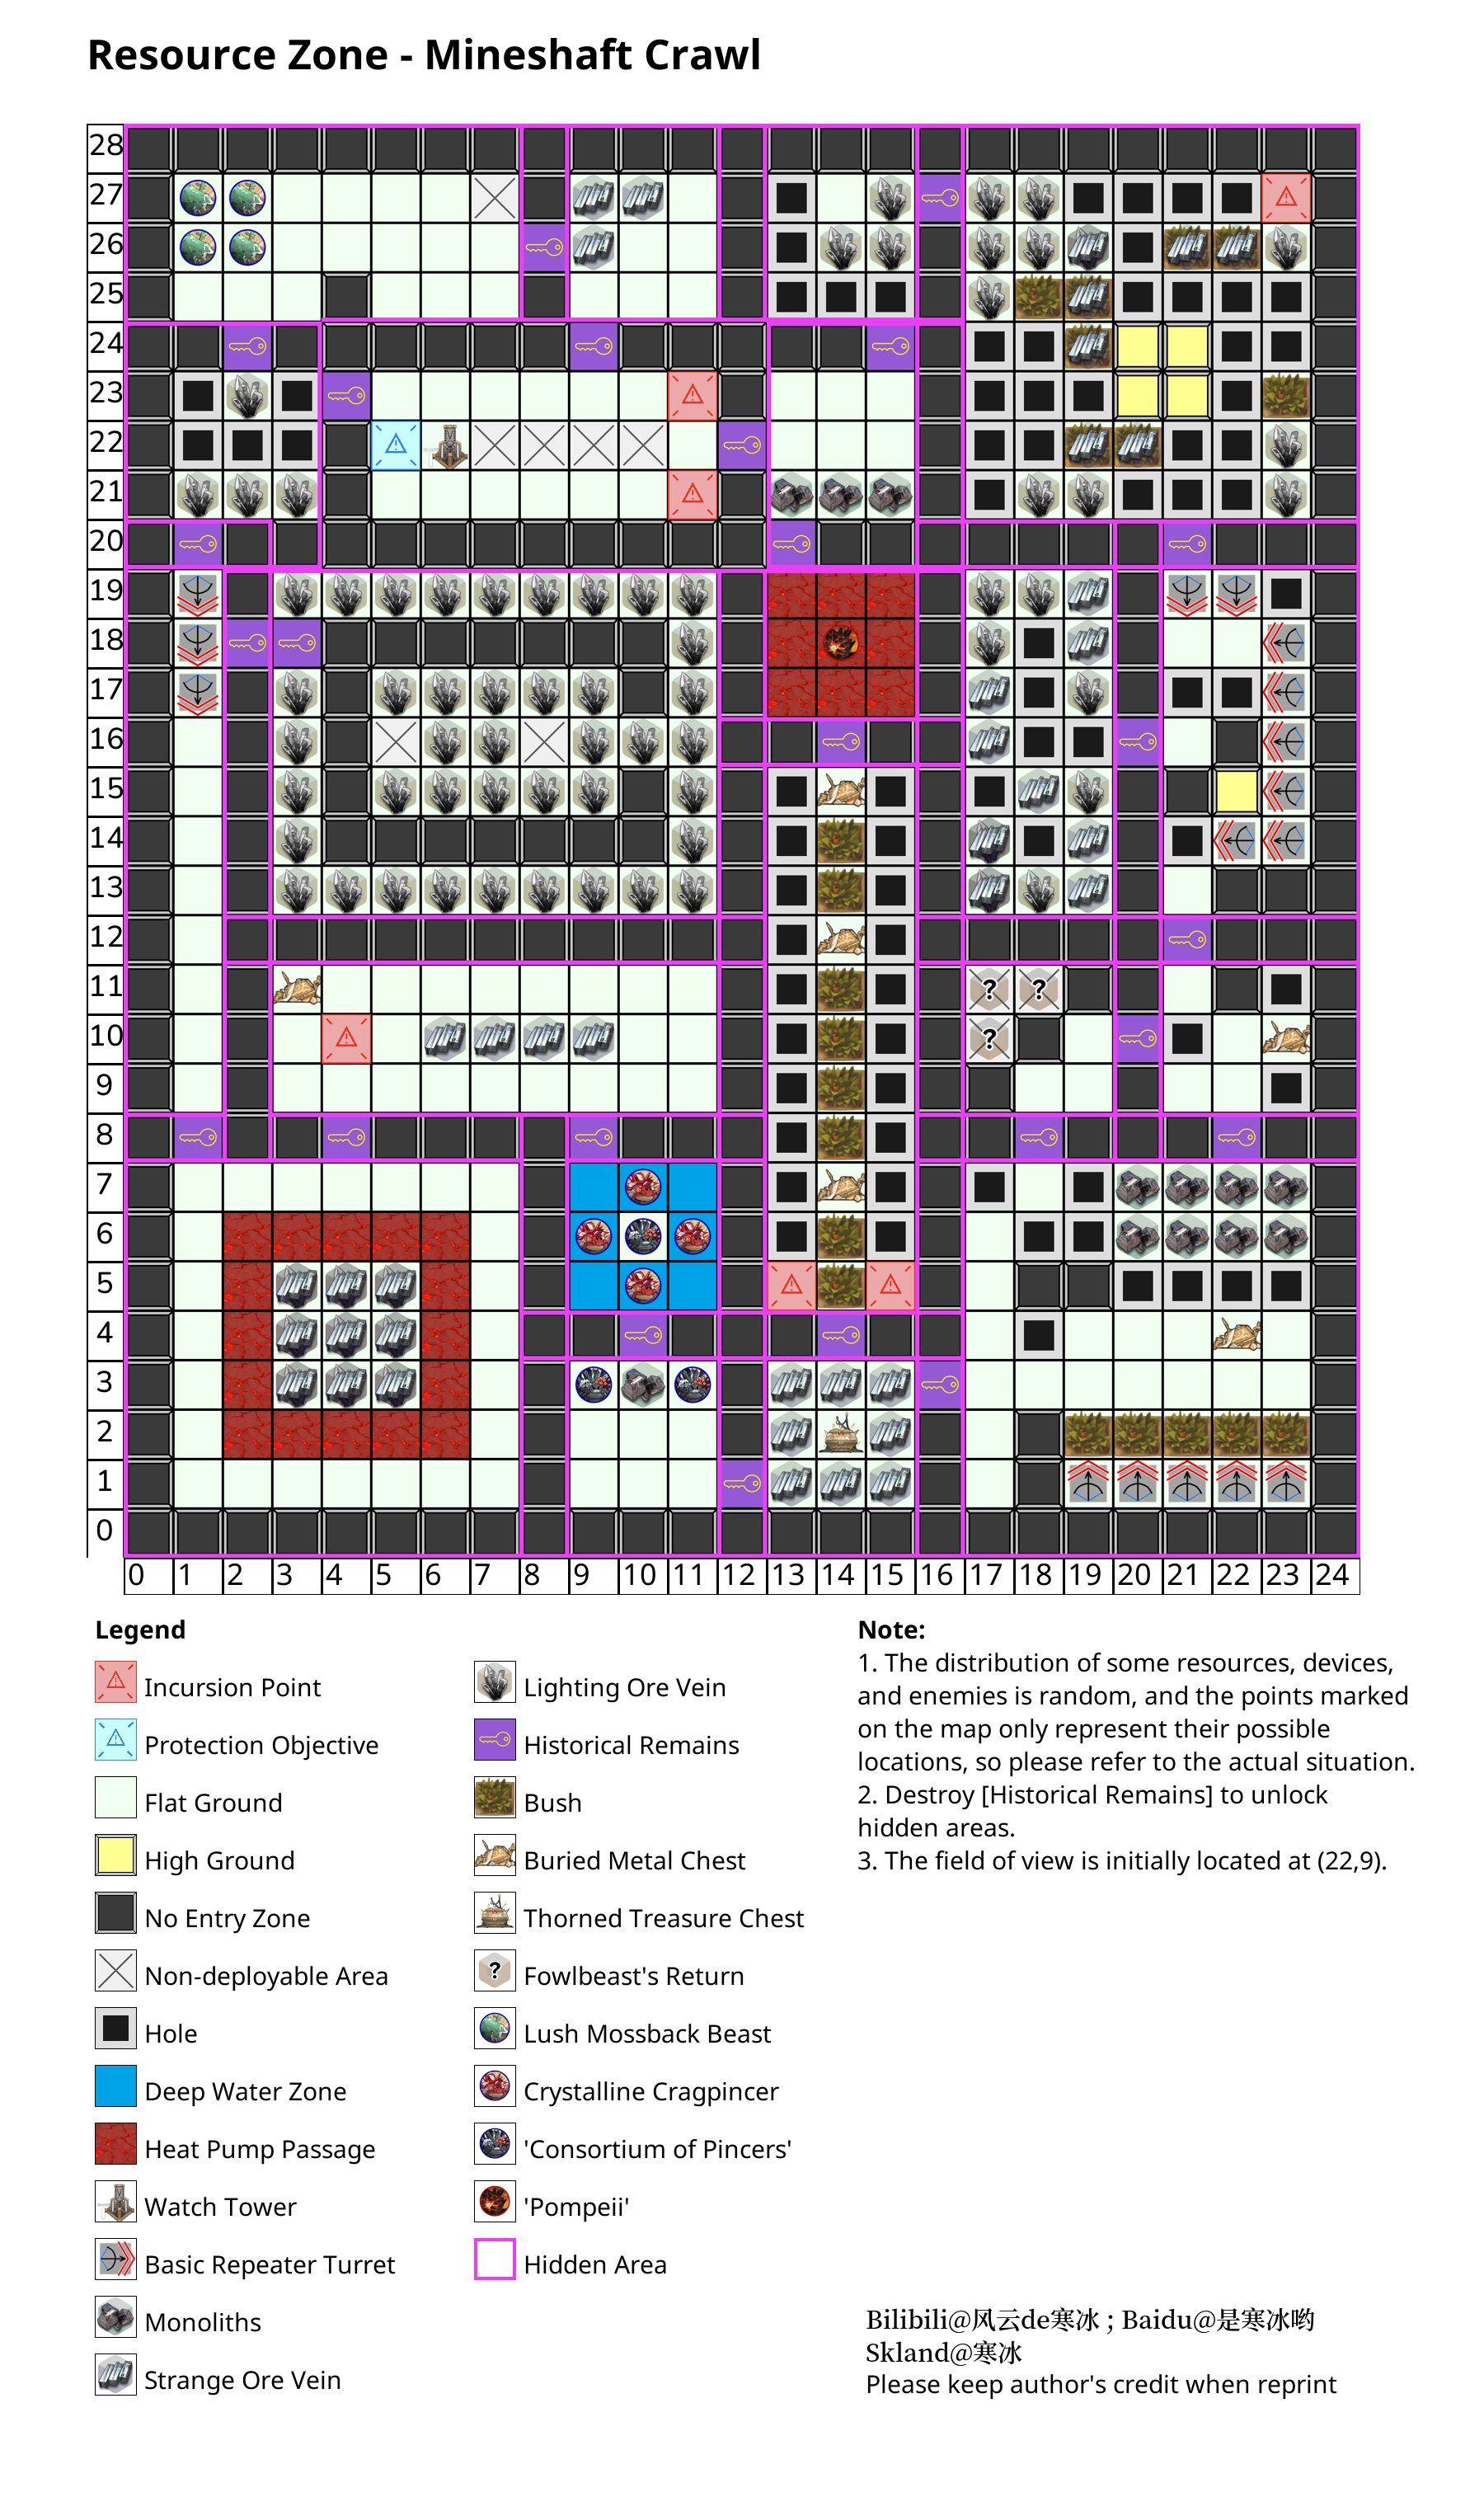 Resource Zone - Mineshaft Crawl
28
27
26
25
24
23
22
21
20
19
18
17
16
15
14
13
12
11
? ?
10
?
9
8
7
6
5
4
3
2
1
0
0 1 2 3 4 5 6 7 8 9 10 11 12 13 14 15 16 17 18 19 20 21 22 23 24
Legend
Incursion Point
Protection Objective
Flat Ground
High Ground
No Entry Zone
Non-deployable Area
Hole
Deep Water Zone
Heat Pump Passage
Watch Tower
Basic Repeater Turret
Monoliths
Strange Ore Vein
Lighting Ore Vein
Historical Remains
Bush
Buried Metal Chest
Thorned Treasure Chest
?
Fowlbeast's Return
Lush Mossback Beast
Crystalline Cragpincer
'Consortium of Pincers'
'Pompeii'
Hidden Area
Note:
1. The distribution of some resources, devices,
and enemies is random, and the points marked
on the map only represent their possible
locations, so please refer to the actual situation.
2. Destroy [Historical Remains] to unlock
hidden areas.
3. The field of view is initially located at (22,9).
Bilibili@风云de寒冰 ; Baidu@是寒冰哟
Skland@寒冰
Please keep author's credit when reprint